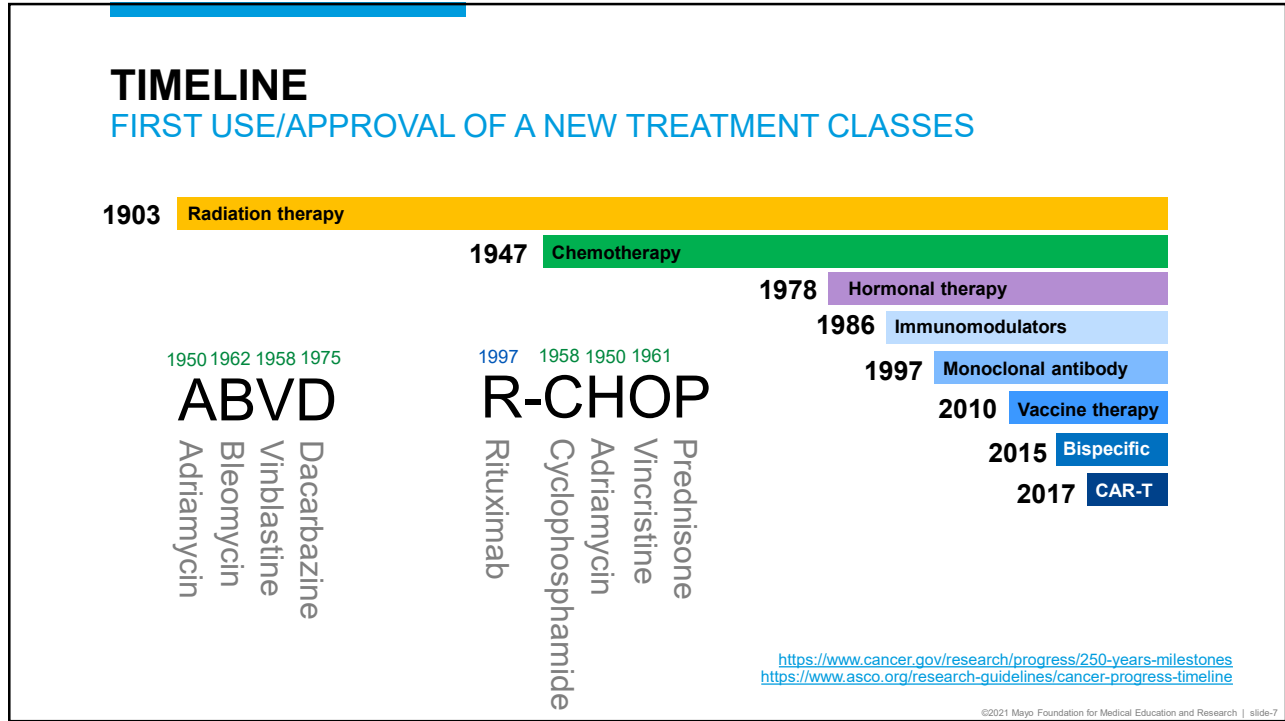 TIMELINE
FIRST USE/APPROVAL OF A NEW TREATMENT CLASSES
1903 Radiation therapy
1947 Chemotherapy
1978 Hormonal therapy
1986 Immunomodulators
1997 Monoclonal antibody
2010 Vaccine therapy
2015 Bispecific
2017 CAR-T
1950 1962 1958 1975
ABVD
Adriamycin
Bleomycin
Vinblastine
Dacarbazine
1997 1958 1950 1961
R-CHOP
Rituximab
Cyclophosphamide
Adriamycin
Vincristine
Prednisone
https://www.cancer.gov/research/progress/250-years-milestones
https://www.asco.org/research-guidelines/cancer-progress-timeline
©2021 Mayo Foundation for Medical Education and Research | slide-7